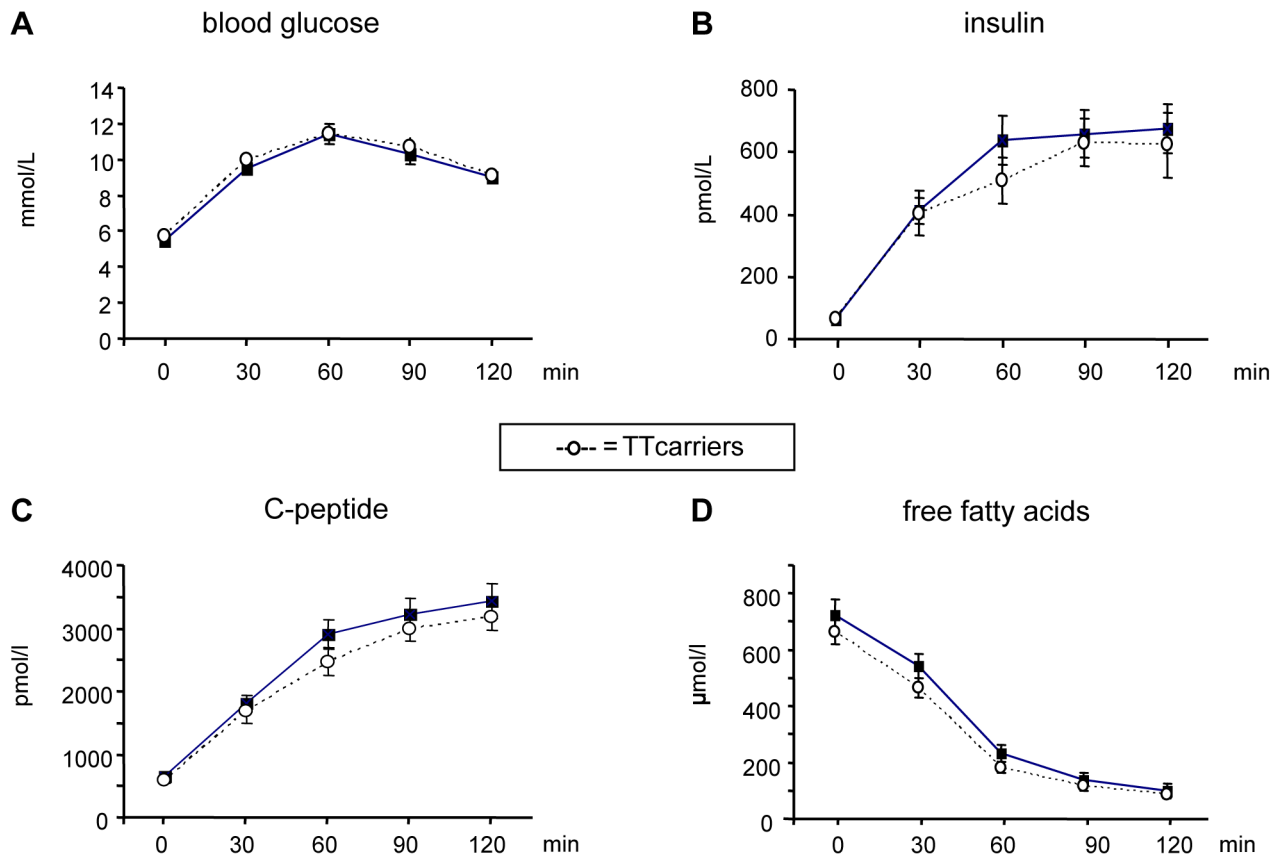 A
blood glucose
mmol/L
14
12
10
8
6
4
2
0
0 30 60 90 120 min
B
insulin
pmol/L
800
600
400
200
0
0 30 60 90 120 min
--o-- = TTcarriers
C
C-peptide
pmol/l
4000
3000
2000
1000
0
0 30 60 90 120 min
D
free fatty acids
µmol/l
800
600
400
200
0
0 30 60 90 120 min